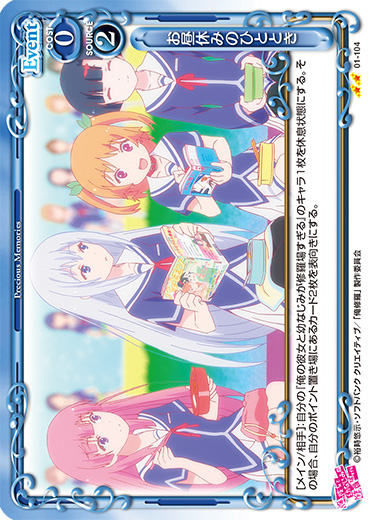 Event
COST
0
SOURCE
2
お昼休みのひととき
Precious Memories
[メイン/相手]:自分の『俺の彼女と幼なじみが修羅場すぎる』のキャラ1枚を休息状態にする。そ
の場合、自分のポイント置き場にあるカード2枚を表向きにする。
©裕時悠示・ソフトバンク クリエイティブ/「俺修羅」製作委員会
01-104